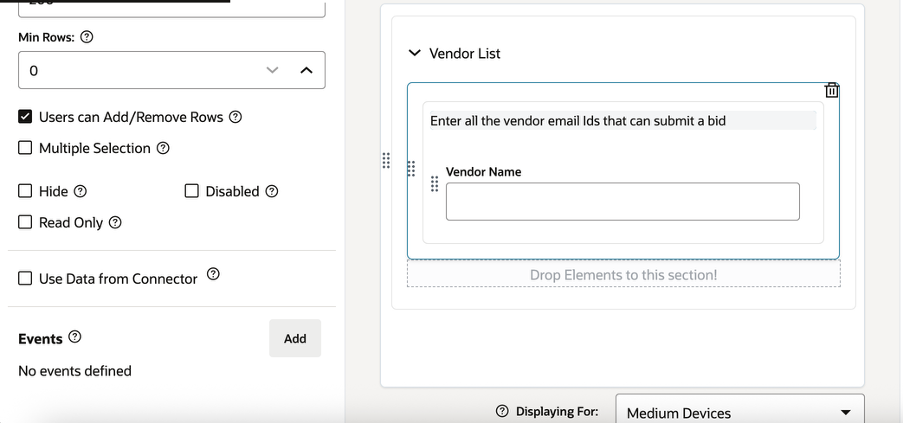 Min Rows:
0
Users can Add/Remove Rows
Multiple Selection
Hide
Disabled
Read Only
Use Data from Connector
Events
Add
No events defined
Vendor List
Enter all the vendor email Ids that can submit a bid
Vendor Name
Drop Elements to this section!
Displaying For:
Medium Devices